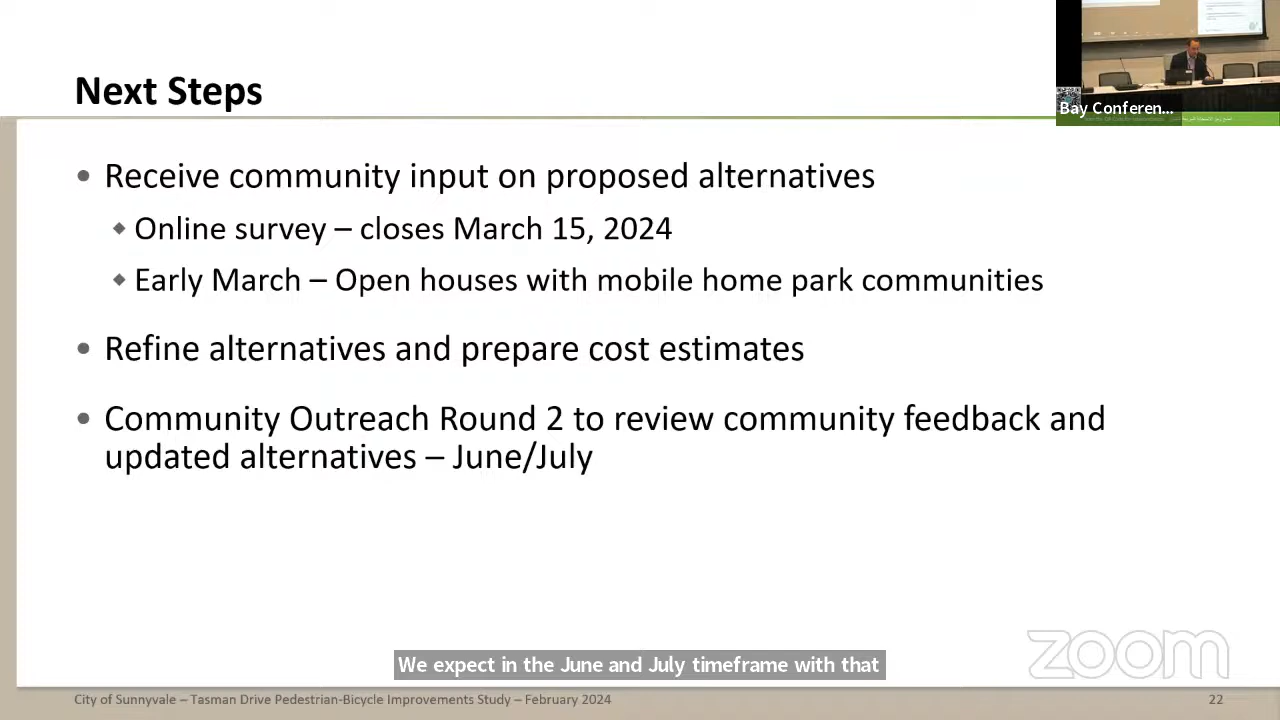 Next Steps
Bay Conferen...
• Receive community input on proposed alternatives
◆ Online survey – closes March 15, 2024
◆ Early March – Open houses with mobile home park communities
• Refine alternatives and prepare cost estimates
• Community Outreach Round 2 to review community feedback and
updated alternatives – June/July
zoom
We expect in the June and July timeframe with that
City of Sunnyvale – Tasman Drive Pedestrian-Bicycle Improvements Study – February 2024
22